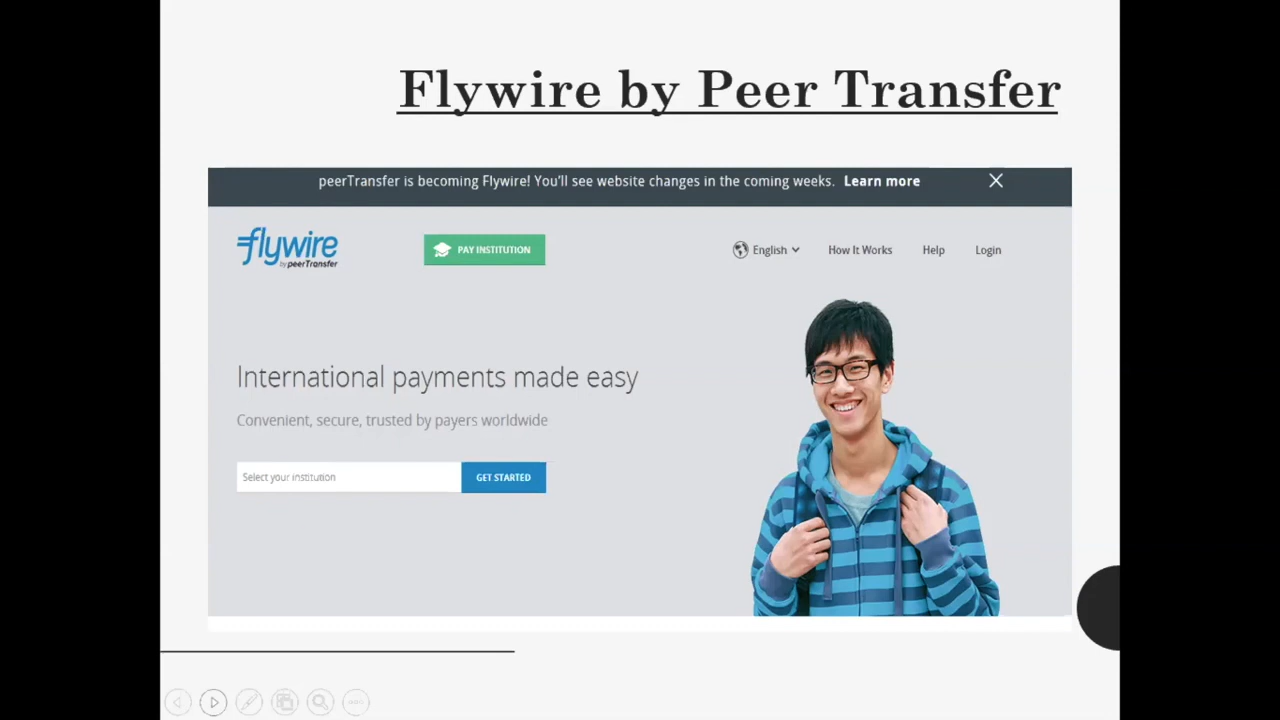 Flywire by Peer Transfer
peerTransfer is becoming Flywire! You'll see website changes in the coming weeks. Learn more
flywire
by peerTransfer
PAY INSTITUTION
English
How It Works
Help
Login
International payments made easy
Convenient, secure, trusted by payers worldwide
Select your institution
GET STARTED